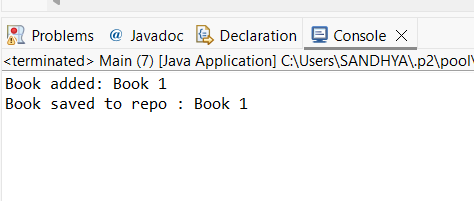 Problems @ Javadoc Declaration Console
<terminated> Main (7) [Java Application] C:\Users\SANDHYA\.p2\pool\
Book added: Book 1
Book saved to repo : Book 1